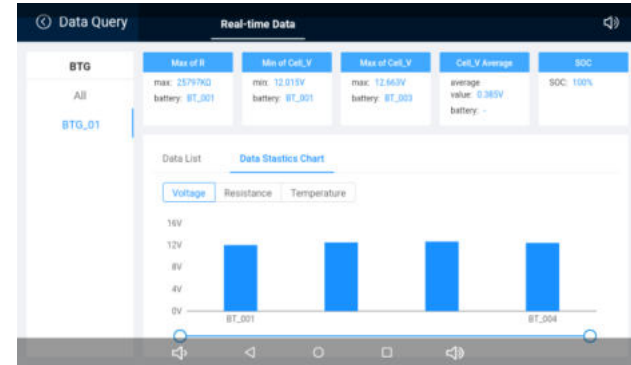 Data Query
Real-time Data
BTG
All
BTG_01
Max of R
max: 25797KΩ
battery: BT_001
Min of Cell_V
min: 12.015V
battery: BT_001
Max of Cell_V
max: 12.663V
battery: BT_003
Cell_V Average
average
value: 0.385V
battery: -
SOC
SOC: 100%
Data List
Data Stastics Chart
Voltage
Resistance
Temperature
16V
12V
8V
4V
0V
BT_001
BT_004